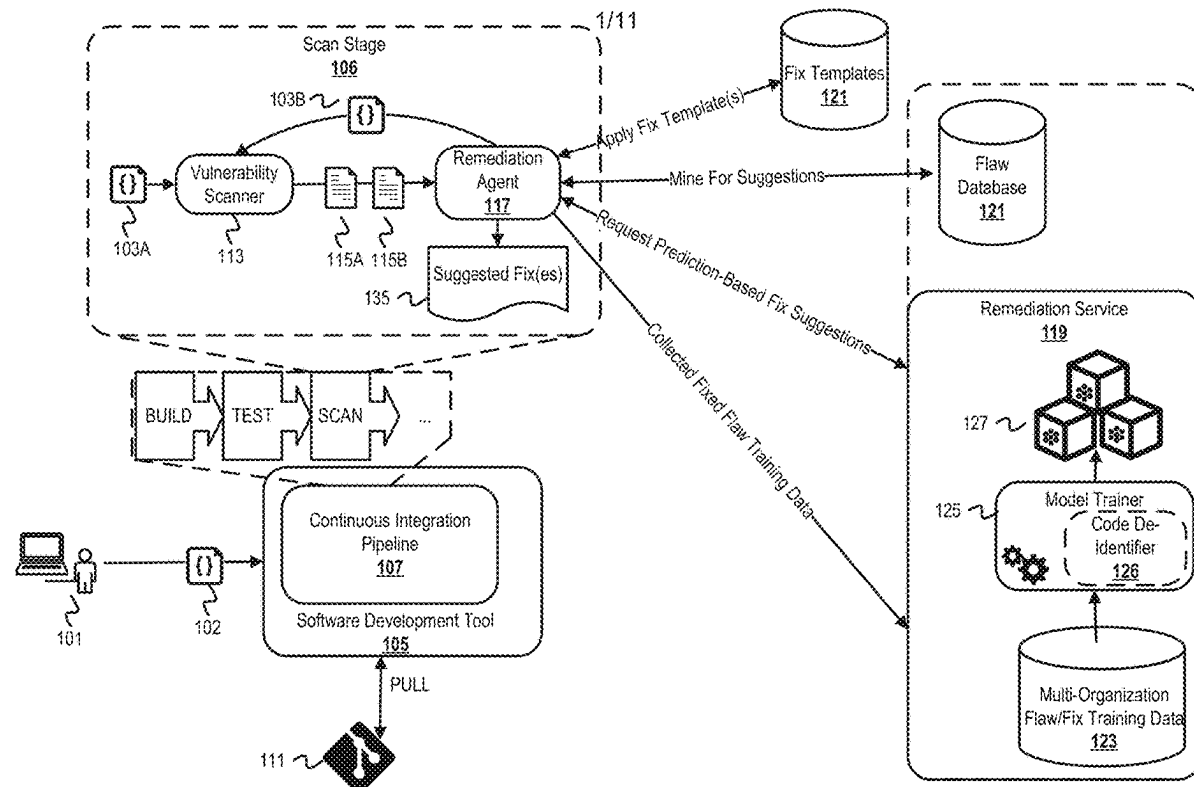 1/11
Scan Stage
106
103B
{}
{}
103A
Vulnerability
Scanner
113
115A
115B
Remediation
Agent
117
Suggested Fix(es)
135
Fix Templates
121
Apply Fix Template(s)
Flaw
Database
121
Mine For Suggestions
Request Prediction-Based Fix Suggestions
Collected Fixed Flaw Training Data
Remediation Service
119
127
Model Trainer
125
Code De-
identifier
126
Multi-Organization
Flaw/Fix Training Data
123
BUILD
TEST
SCAN
...
Continuous Integration
Pipeline
107
Software Development Tool
105
{}
101
102
PULL
111